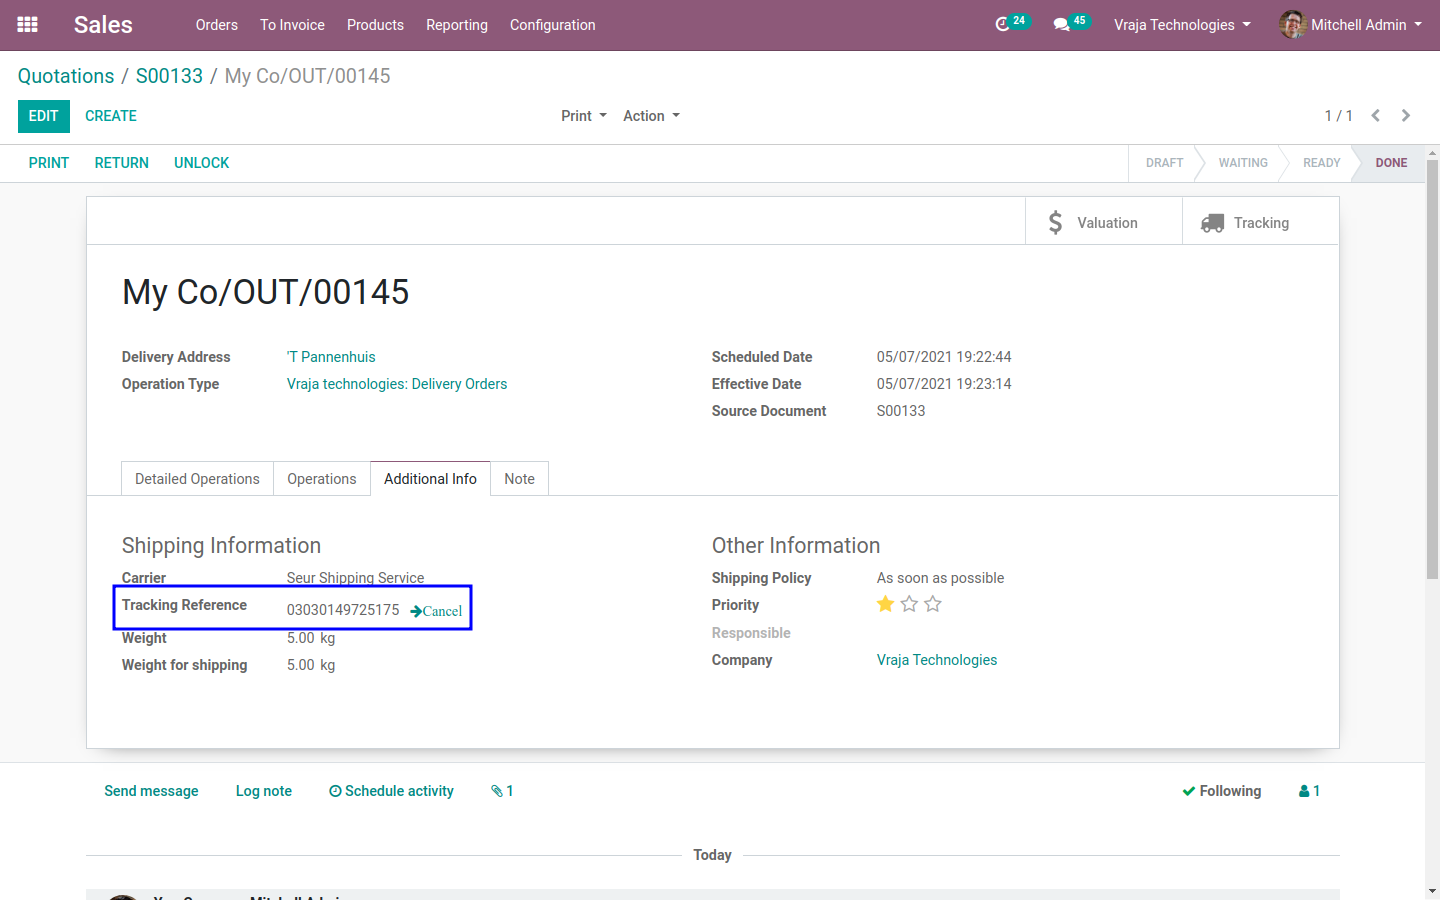 Sales Orders To Invoice Products Reporting Configuration 24 45 Vraja Technologies Mitchell Admin
Quotations / S00133 / My Co/OUT/00145
EDIT CREATE Print Action 1 / 1
PRINT RETURN UNLOCK DRAFT WAITING READY DONE
Valuation Tracking
My Co/OUT/00145
Delivery Address 'T Pannenhuis Scheduled Date 05/07/2021 19:22:44
Operation Type Vraja technologies: Delivery Orders Effective Date 05/07/2021 19:23:14
Source Document S00133
Detailed Operations Operations Additional Info Note
Shipping Information Other Information
Carrier Seur Shipping Service Shipping Policy As soon as possible
Tracking Reference 03030149725175 Cancel Priority
Weight 5.00 kg Responsible
Weight for shipping 5.00 kg Company Vraja Technologies
Send message Log note Schedule activity 1 Following 1
Today